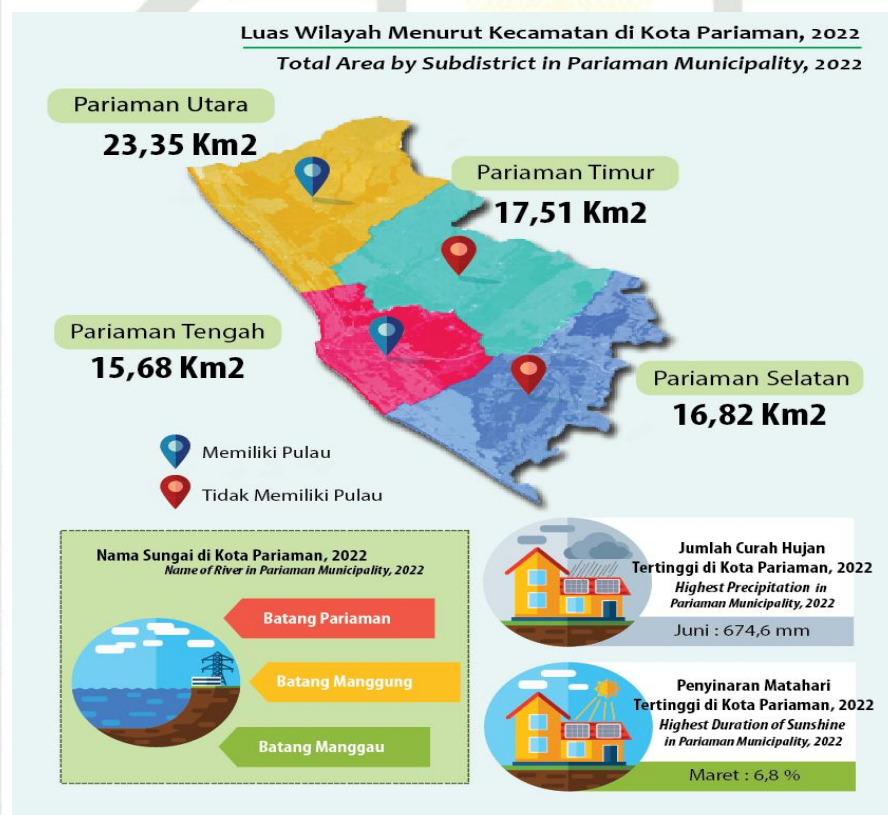 Luas Wilayah Menurut Kecamatan di Kota Pariaman, 2022
Total Area by Subdistrict in Pariaman Municipality, 2022
Pariaman Utara
23,35 Km2
Pariaman Timur
17,51 Km2
Pariaman Tengah
15,68 Km2
Pariaman Selatan
16,82 Km2
Memiliki Pulau
Tidak Memiliki Pulau
Nama Sungai di Kota Pariaman, 2022
Name of River in Pariaman Municipality, 2022
Batang Pariaman
Batang Manggung
Batang Manggau
Jumlah Curah Hujan
Tertinggi di Kota Pariaman, 2022
Highest Precipitation in
Pariaman Municipality, 2022
Juni : 674,6 mm
Penyinaran Matahari
Tertinggi di Kota Pariaman, 2022
Highest Duration of Sunshine
in Pariaman Municipality, 2022
Maret : 6,8 %